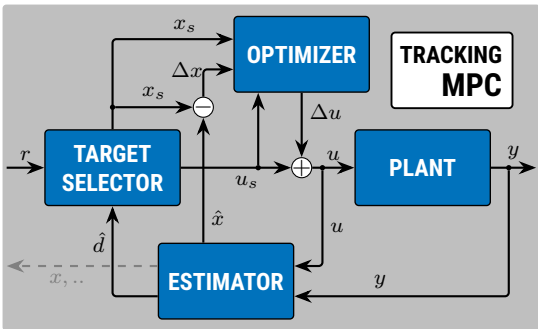 x_s
OPTIMIZER
TRACKING
MPC
Δx
x_s
Δu
r
TARGET
SELECTOR
u_s
u
PLANT
y
x̂
u
d̂
ESTIMATOR
x, ..
y